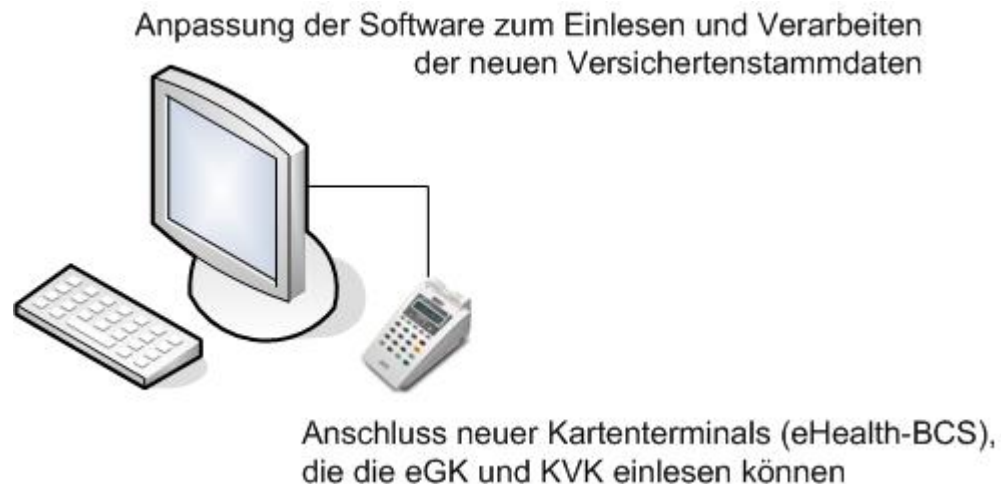 Anpassung der Software zum Einlesen und Verarbeiten
der neuen Versichertenstammdaten
Anschluss neuer Kartenterminals (eHealth-BCS),
die die eGK und KVK einlesen können